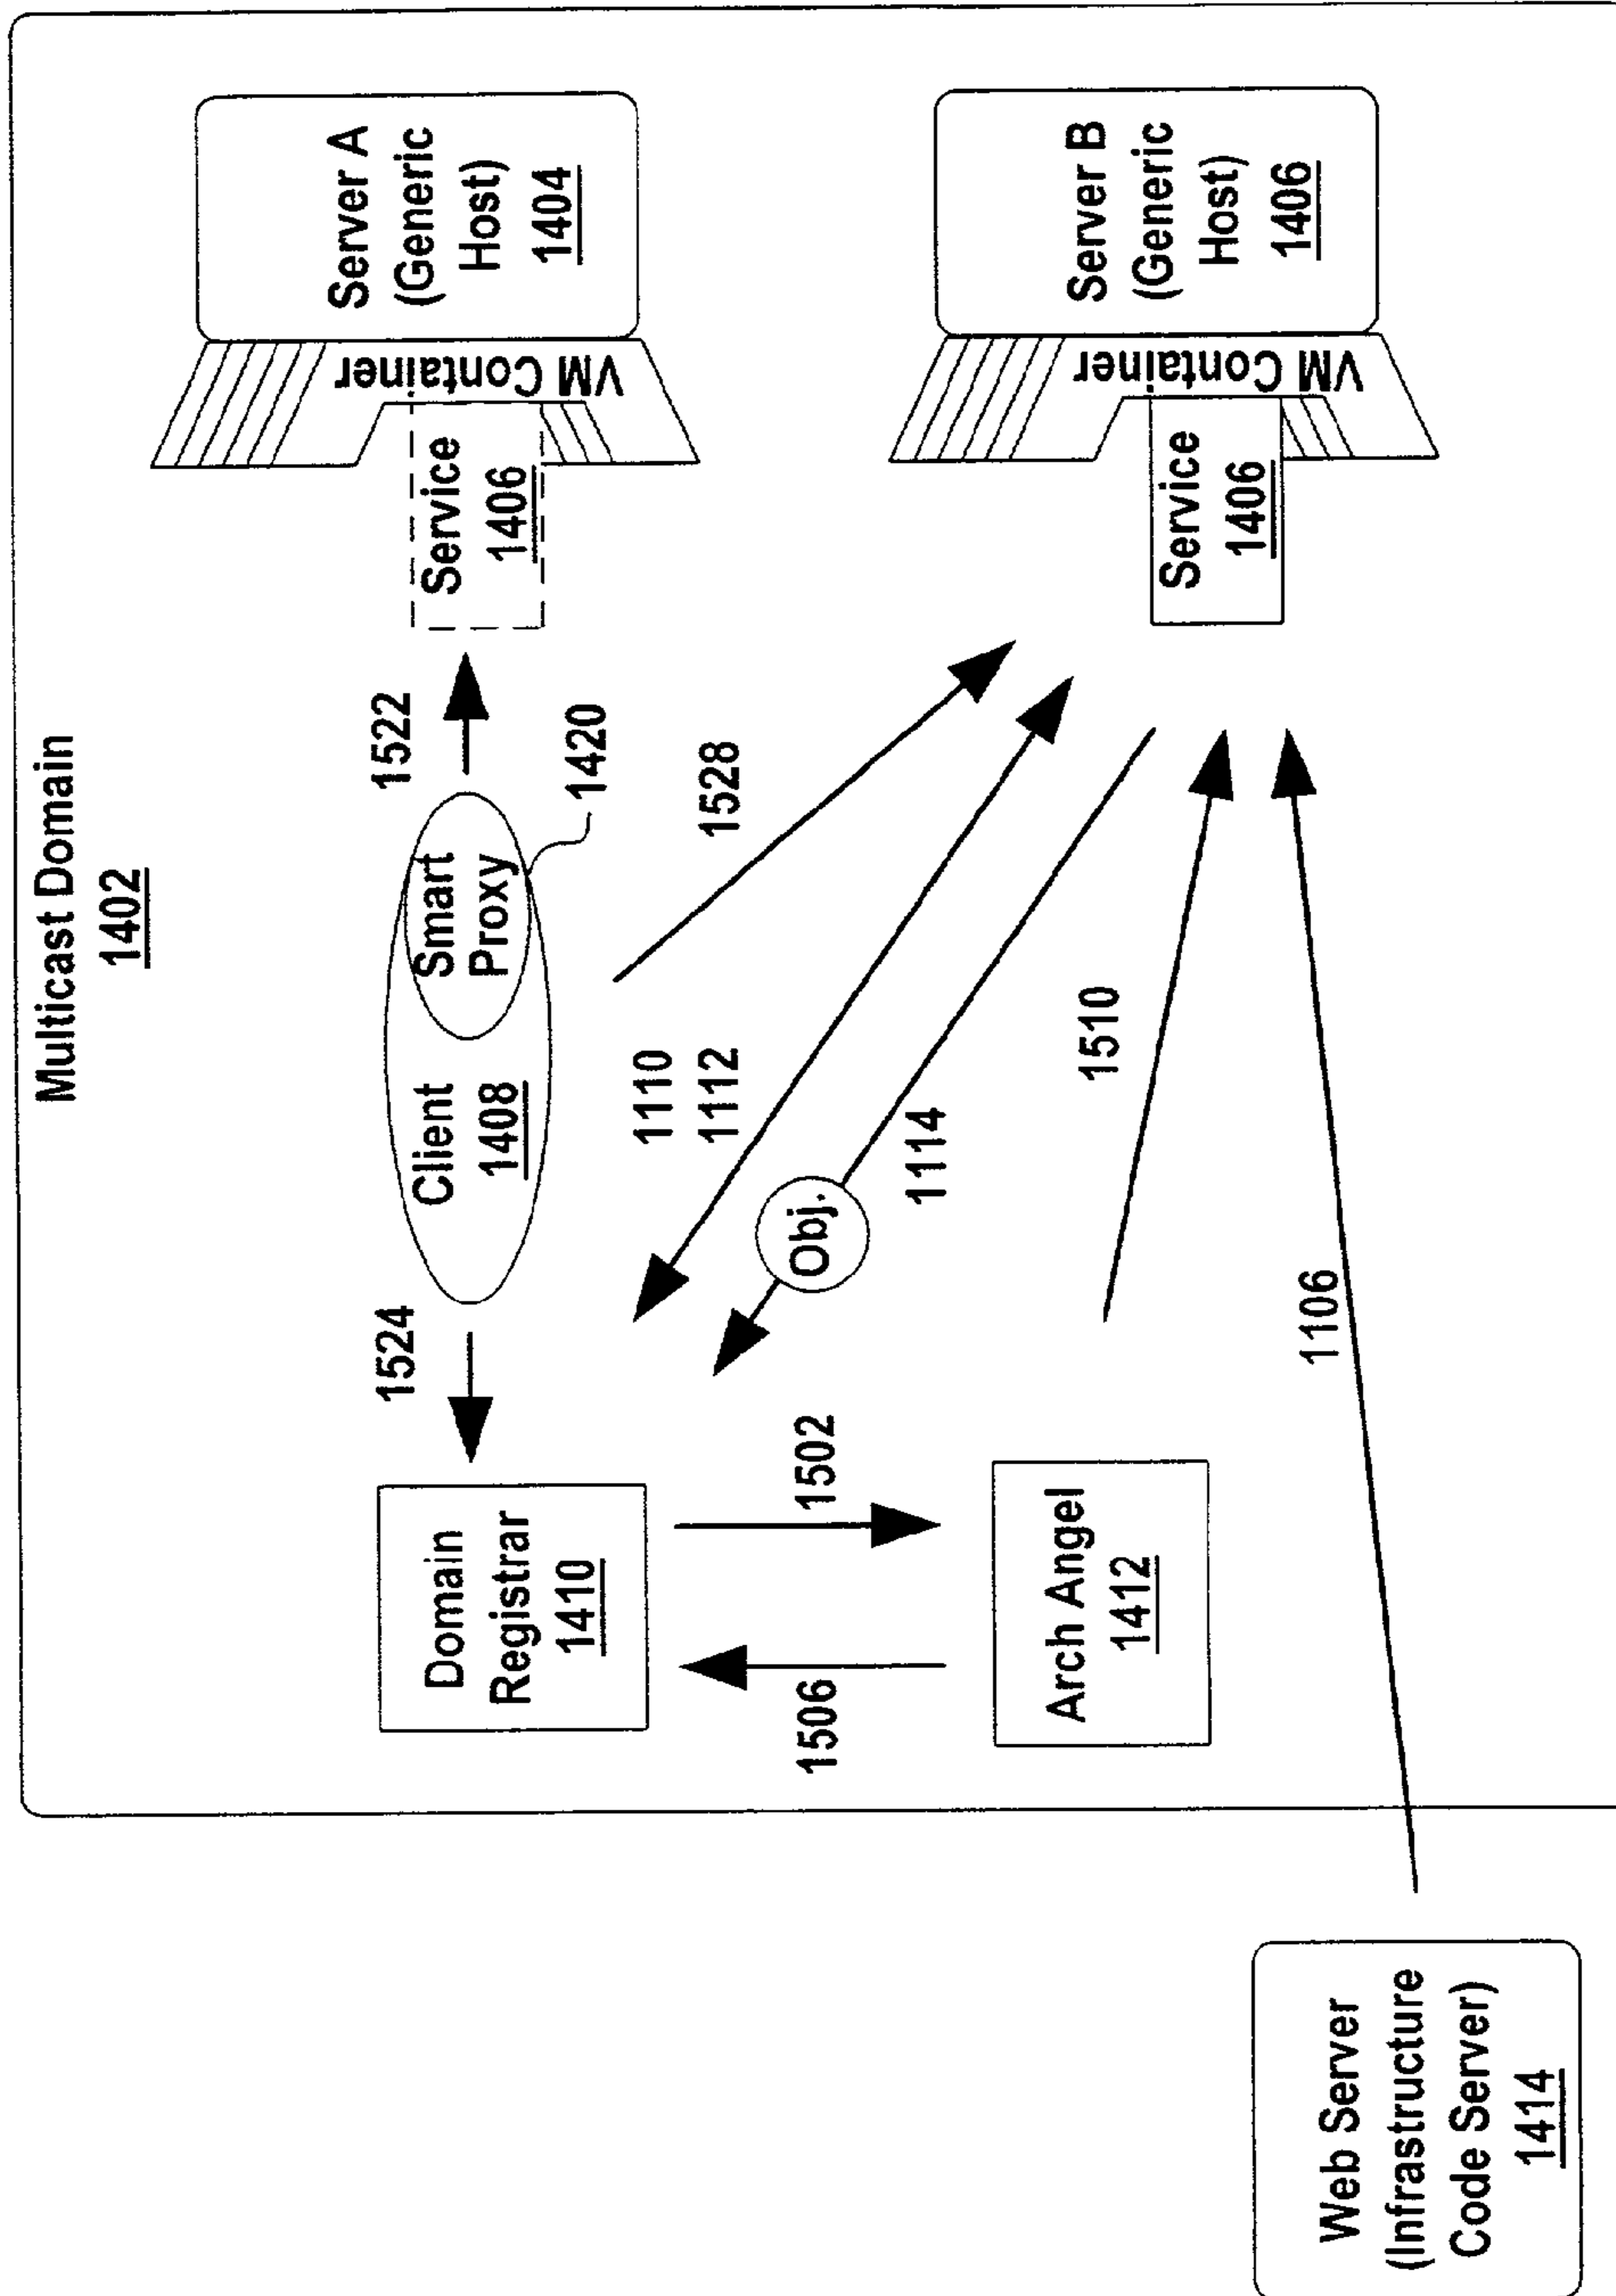 Multicast Domain
1402
Server A
(Generic
Host)
1404
VM Container
Service
1406
1522
Smart
Proxy
1420
Client
1408
1524
Domain
Registrar
1410
1528
1110
1112
Obj.
1114
1502
1506
Arch Angel
1412
1510
1106
Server B
(Generic
Host)
1406
VM Container
Service
1406
Web Server
(Infrastructure
Code Server)
1414